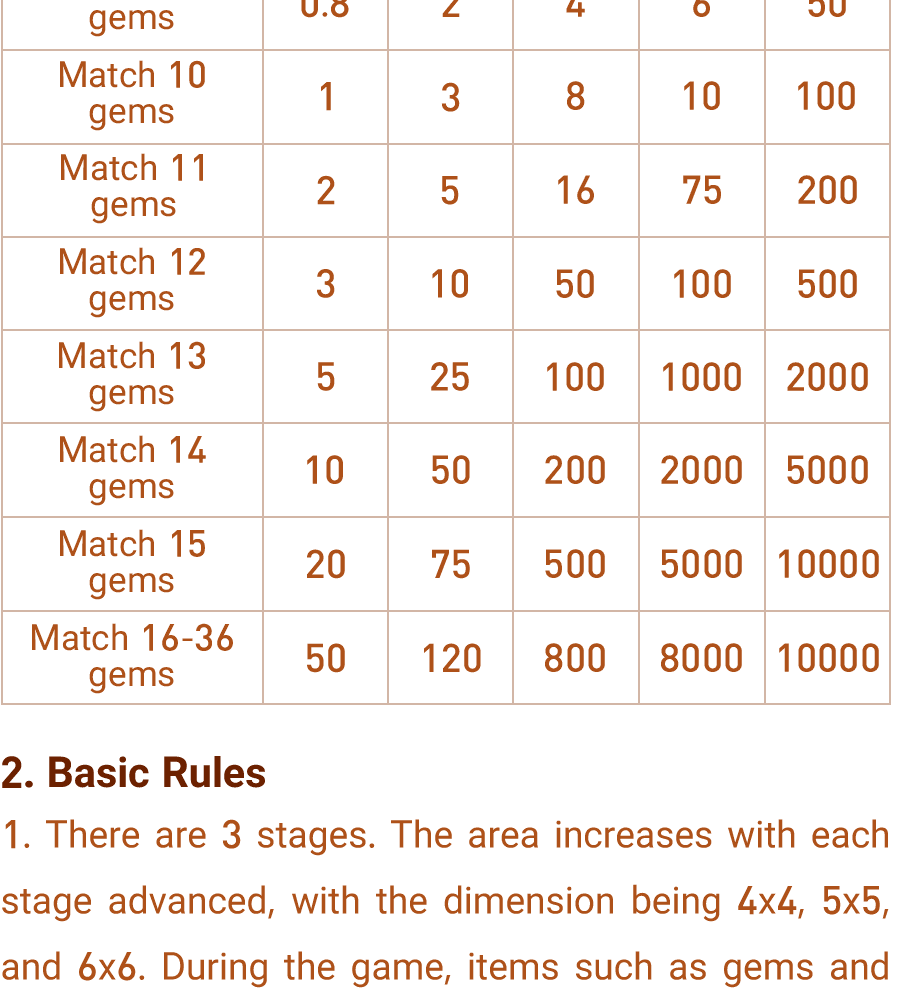 gems 0.8 2 4 6 50
Match 10
gems 1 3 8 10 100
Match 11
gems 2 5 16 75 200
Match 12
gems 3 10 50 100 500
Match 13
gems 5 25 100 1000 2000
Match 14
gems 10 50 200 2000 5000
Match 15
gems 20 75 500 5000 10000
Match 16-36
gems 50 120 800 8000 10000
2. Basic Rules
1. There are 3 stages. The area increases with each
stage advanced, with the dimension being 4x4, 5x5,
and 6x6. During the game, items such as gems and